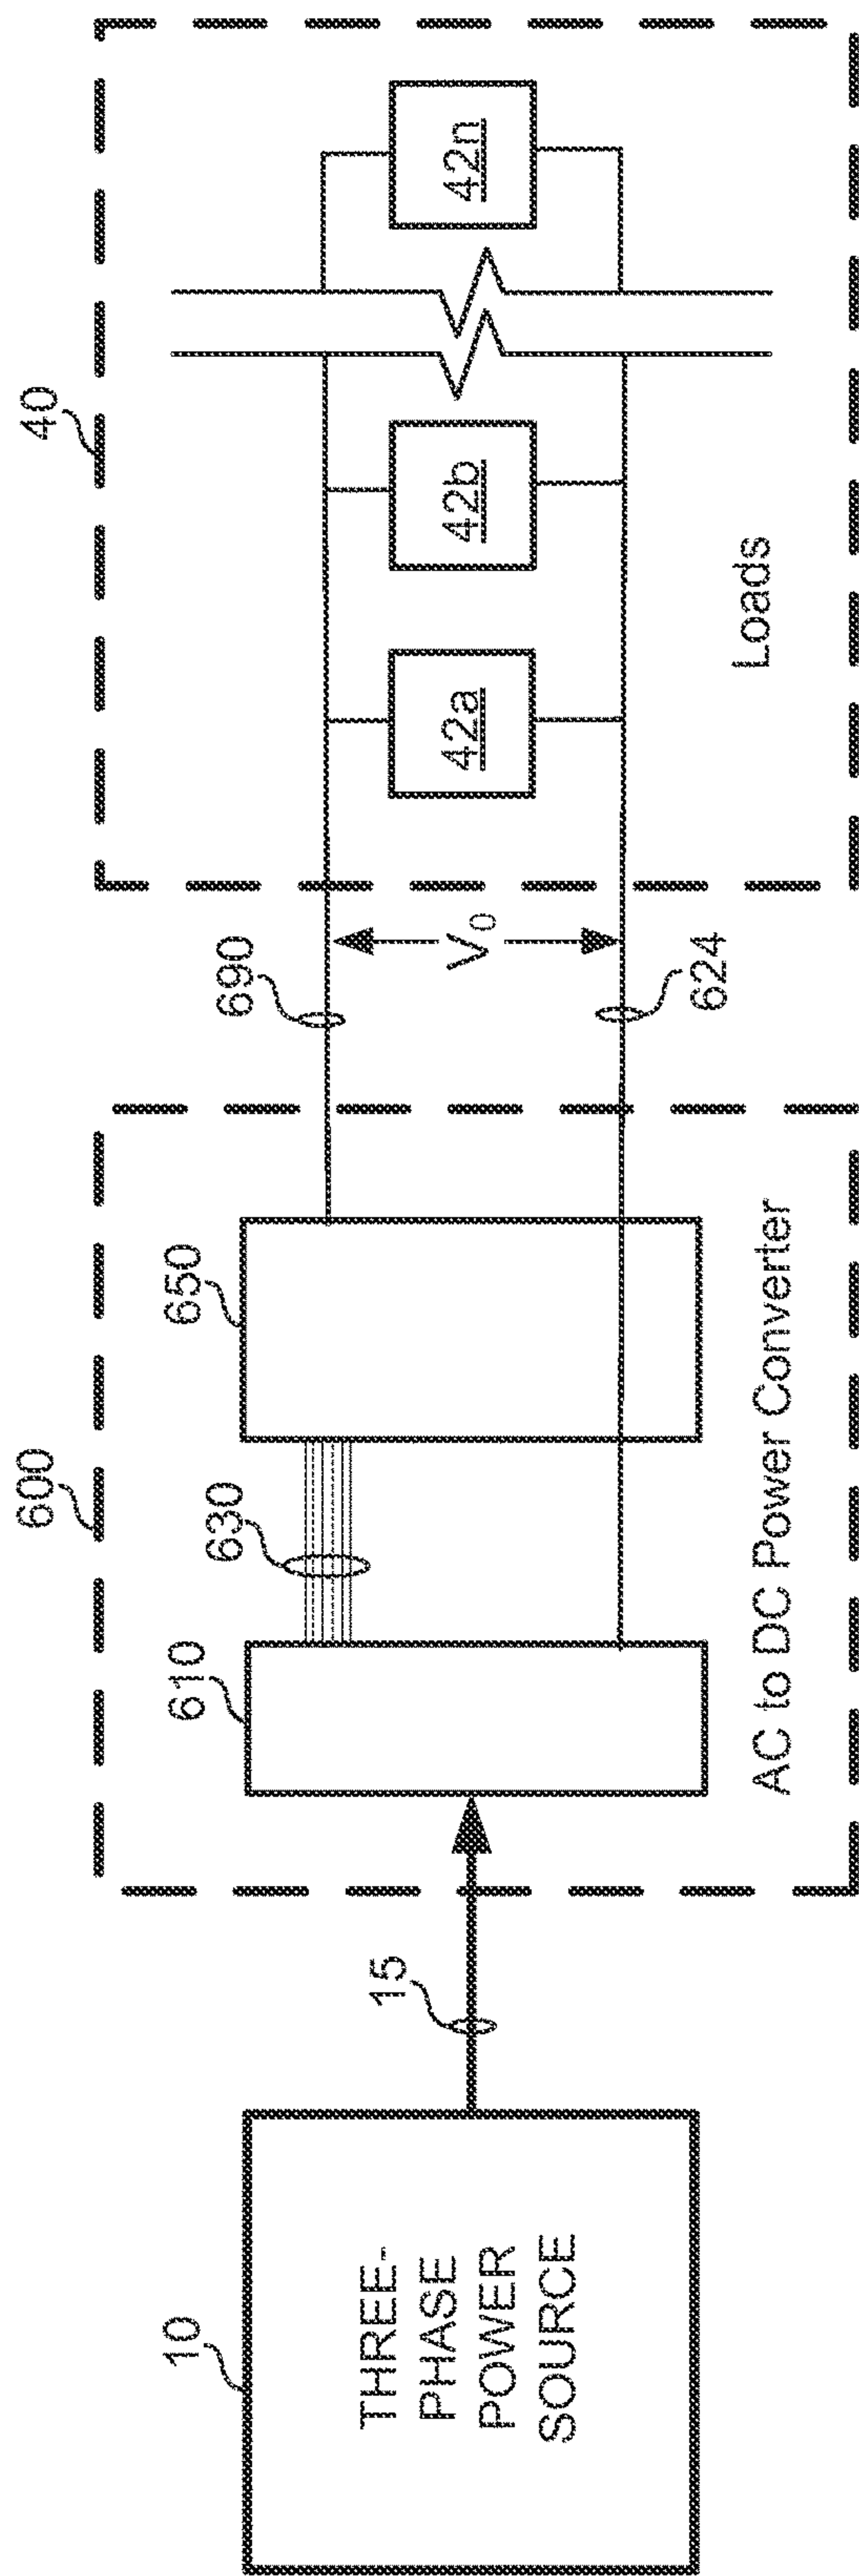 10
THREE-
PHASE
POWER
SOURCE
15
600
610
630
650
AC to DC Power Converter
690
V0
624
40
42a
42b
42n
Loads